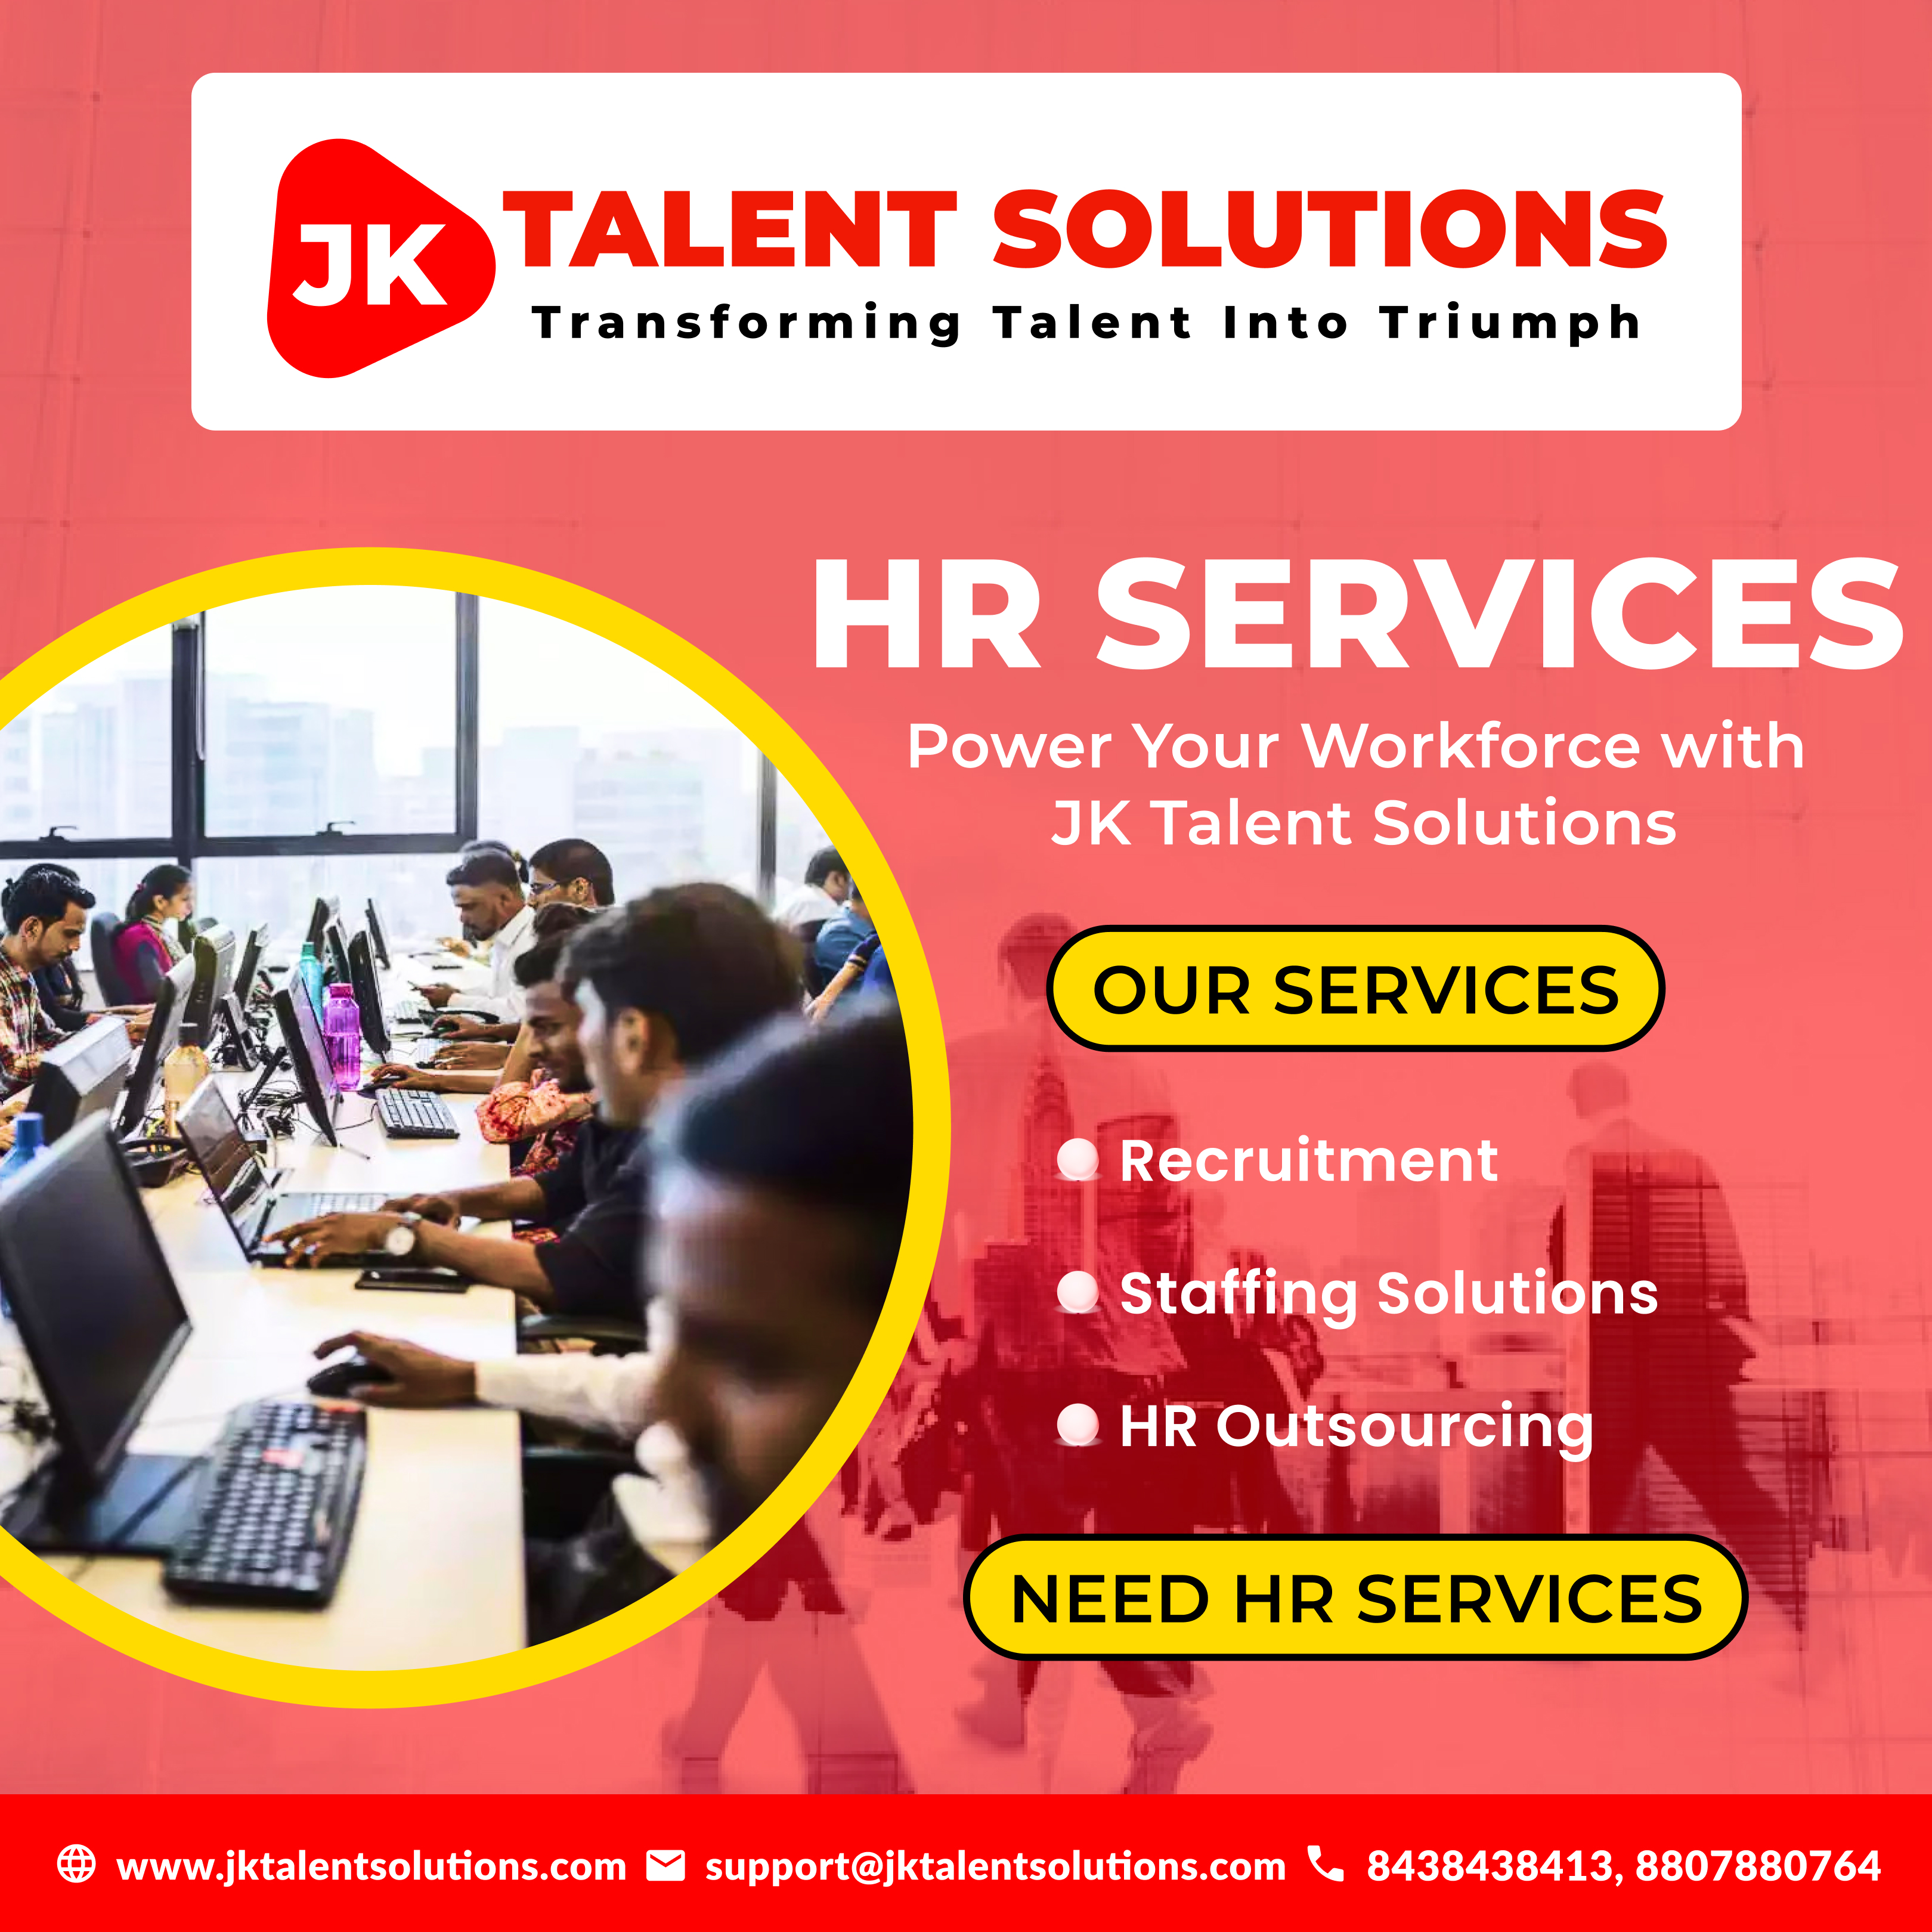 JK
TALENT SOLUTIONS
Transforming Talent Into Triumph
HR SERVICES
Power Your Workforce with
JK Talent Solutions
OUR SERVICES
Recruitment
Staffing Solutions
HR Outsourcing
NEED HR SERVICES
www.jktalentsolutions.com support@jktalentsolutions.com 8438438413, 8807880764